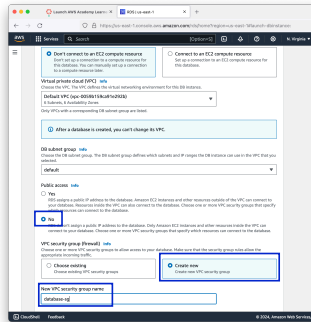 Launch AWS Academy Learn
RDS | us-east-1
us-east-1.console.aws.amazon.com/rds/home?region=us-east-1#launch-dbinstance
aws
Services
Search
[Option+S]
N. Virginia
Don't connect to an EC2 compute resource
Don't set up a connection to a compute resource for this database. You can manually set up a connection to a compute resource later.
Connect to an EC2 compute resource
Set up a connection to an EC2 compute resource for this database.
Virtual private cloud (VPC) Info
Choose the VPC. The VPC defines the virtual networking environment for this DB instance.
6 Subnets, 6 Availability Zones
Only VPCs with a corresponding DB subnet group are listed.
After a database is created, you can't change its VPC.
DB subnet group Info
Choose the DB subnet group. The DB subnet group defines which subnets and IP ranges the DB instance can use in the VPC that you selected.
default
Public access Info
Yes
RDS assigns a public IP address to the database. Amazon EC2 instances and other resources outside of the VPC can connect to your database. Resources inside the VPC can also connect to the database. Choose one or more VPC security groups that specify which resources can connect to the database.
No
RDS doesn't assign a public IP address to the database. Only Amazon EC2 instances and other resources inside the VPC can connect to your database. Choose one or more VPC security groups that specify which resources can connect to the database.
VPC security group (firewall) Info
Choose one or more VPC security groups to allow access to your database. Make sure that the security group rules allow the appropriate incoming traffic.
Choose existing
Choose existing VPC security groups
Create new
Create new VPC security group
New VPC security group name
database-sg
CloudShell
Feedback
© 2024, Amazon Web Services,